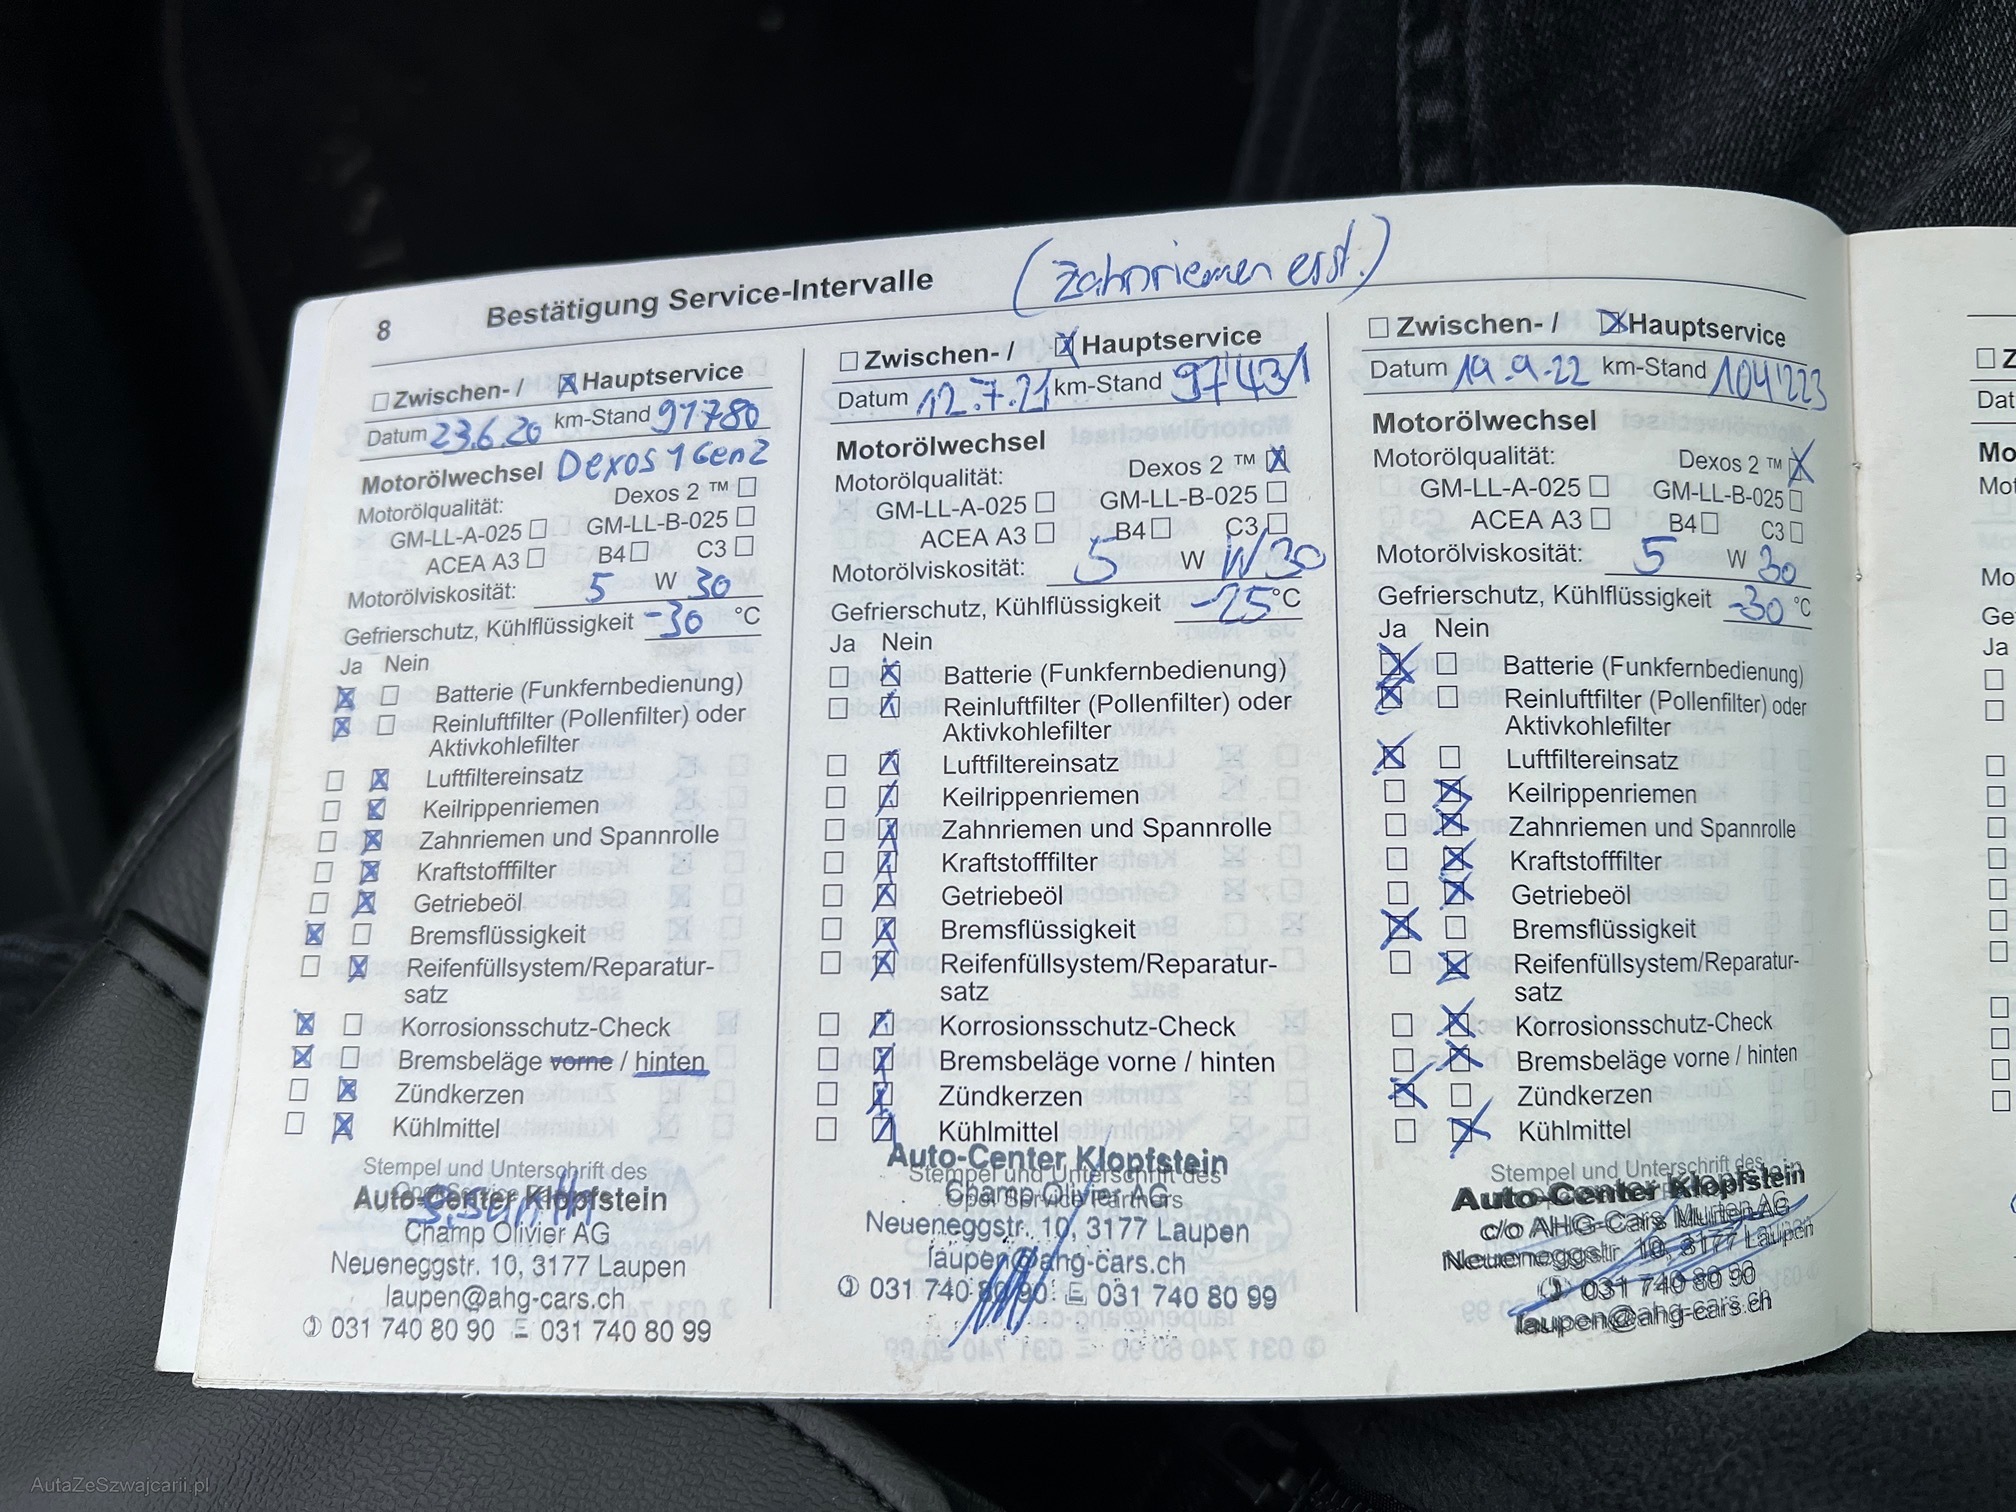 8 Bestätigung Service-Intervalle (Zahnriemen erst.)
Zwischen- / Hauptservice
Datum 23.6.20 km-Stand 91780
Motorölwechsel Dexos 1 Gen 2
Motorölqualität: Dexos 2 ™
GM-LL-A-025 GM-LL-B-025
ACEA A3 B4 C3
Motorölviskosität: 5 W 30
Gefrierschutz, Kühlflüssigkeit -30 °C
Ja Nein
Batterie (Funkfernbedienung)
Reinluftfilter (Pollenfilter) oder
Aktivkohlefilter
Luftfiltereinsatz
Keilrippenriemen
Zahnriemen und Spannrolle
Kraftstofffilter
Getriebeöl
Bremsflüssigkeit
Reifenfüllsystem/Reparatur-
satz
Korrosionsschutz-Check
Bremsbeläge vorne / hinten
Zündkerzen
Kühlmittel
Stempel und Unterschrift des
Auto-Center Klopfstein
Champ Olivier AG
Neueneggstr. 10, 3177 Laupen
laupen@ahg-cars.ch
031 740 80 90 031 740 80 99
Zwischen- / Hauptservice
Datum 12.7.21 km-Stand 97'431
Motorölwechsel
Motorölqualität: Dexos 2 ™
GM-LL-A-025 GM-LL-B-025
ACEA A3 B4 C3
Motorölviskosität: 5 W W30
Gefrierschutz, Kühlflüssigkeit -25 °C
Ja Nein
Batterie (Funkfernbedienung)
Reinluftfilter (Pollenfilter) oder
Aktivkohlefilter
Luftfiltereinsatz
Keilrippenriemen
Zahnriemen und Spannrolle
Kraftstofffilter
Getriebeöl
Bremsflüssigkeit
Reifenfüllsystem/Reparatur-
satz
Korrosionsschutz-Check
Bremsbeläge vorne / hinten
Zündkerzen
Kühlmittel
Auto-Center Klopfstein
Stempel und Unterschrift des
Champ Olivier AG
Opel Service Partners
Neueneggstr. 10, 3177 Laupen
laupen@ahg-cars.ch
031 740 80 90 031 740 80 99
Zwischen- / Hauptservice
Datum 19.9.22 km-Stand 104'223
Motorölwechsel
Motorölqualität: Dexos 2 ™
GM-LL-A-025 GM-LL-B-025
ACEA A3 B4 C3
Motorölviskosität: 5 W 30
Gefrierschutz, Kühlflüssigkeit -30 °C
Ja Nein
Batterie (Funkfernbedienung)
Reinluftfilter (Pollenfilter) oder
Aktivkohlefilter
Luftfiltereinsatz
Keilrippenriemen
Zahnriemen und Spannrolle
Kraftstofffilter
Getriebeöl
Bremsflüssigkeit
Reifenfüllsystem/Reparatur-
satz
Korrosionsschutz-Check
Bremsbeläge vorne / hinten
Zündkerzen
Kühlmittel
Stempel und Unterschrift des
Auto-Center Klopfstein
c/o AHG-Cars Murten AG
Neueneggstr. 10, 3177 Laupen
031 740 80 90
laupen@ahg-cars.ch
Ja
AutaZeSzwajcarii.pl